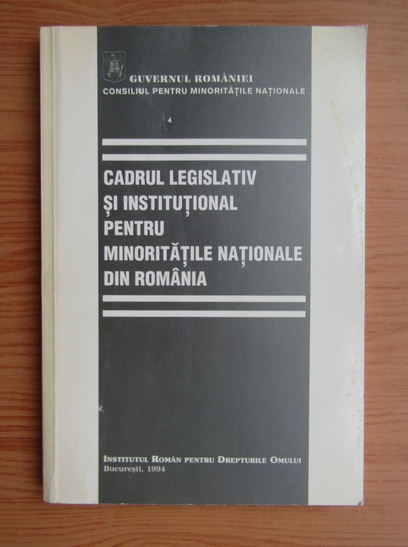 GUVERNUL ROMÂNIEI
CONSILIUL PENTRU MINORITĂȚILE NAȚIONALE
CADRUL LEGISLATIV
ȘI INSTITUȚIONAL
PENTRU
MINORITĂȚILE NAȚIONALE
DIN ROMÂNIA
INSTITUTUL ROMÂN PENTRU DREPTURILE OMULUI
București, 1994